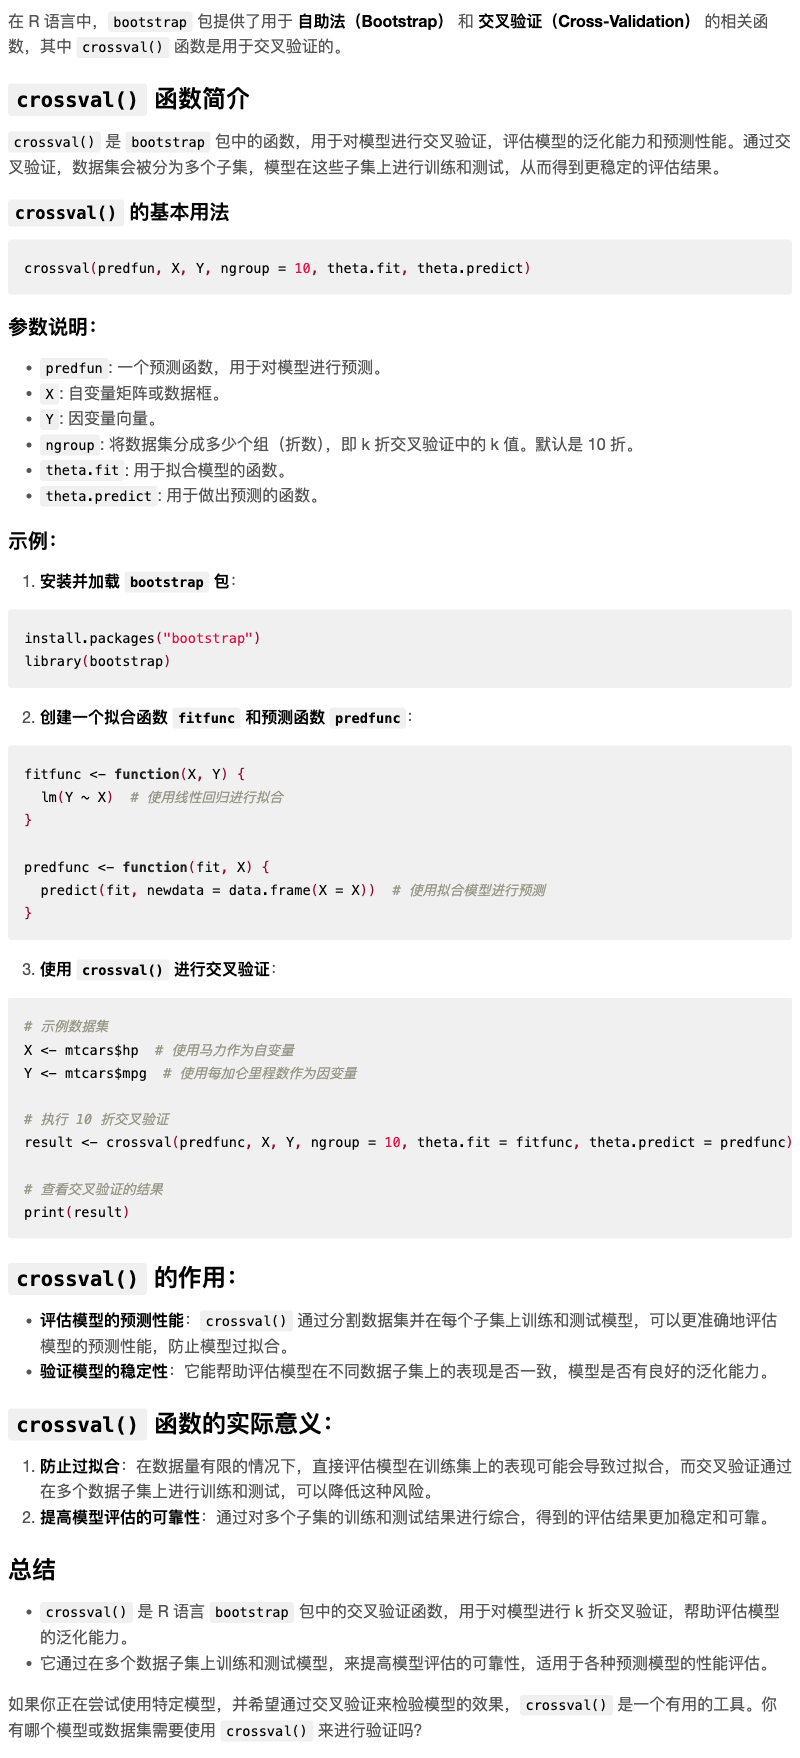 在 R 语言中，bootstrap 包提供了用于 自助法（Bootstrap） 和 交叉验证（Cross-Validation） 的相关函
数，其中 crossval() 函数是用于交叉验证的。
crossval() 函数简介
crossval() 是 bootstrap 包中的函数，用于对模型进行交叉验证，评估模型的泛化能力和预测性能。通过交
叉验证，数据集会被分为多个子集，模型在这些子集上进行训练和测试，从而得到更稳定的评估结果。
crossval() 的基本用法
crossval(predfun, X, Y, ngroup = 10, theta.fit, theta.predict)
参数说明：
• predfun: 一个预测函数，用于对模型进行预测。
• X: 自变量矩阵或数据框。
• Y: 因变量向量。
• ngroup: 将数据集分成多少个组（折数），即 k 折交叉验证中的 k 值。默认是 10 折。
• theta.fit: 用于拟合模型的函数。
• theta.predict: 用于做出预测的函数。
示例：
1. 安装并加载 bootstrap 包：
install.packages("bootstrap")
library(bootstrap)
2. 创建一个拟合函数 fitfunc 和预测函数 predfunc：
fitfunc <- function(X, Y) {
  lm(Y ~ X)  # 使用线性回归进行拟合
}
predfunc <- function(fit, X) {
  predict(fit, newdata = data.frame(X = X))  # 使用拟合模型进行预测
}
3. 使用 crossval() 进行交叉验证：
# 示例数据集
X <- mtcars$hp  # 使用马力作为自变量
Y <- mtcars$mpg  # 使用每加仑里程数作为因变量
# 执行 10 折交叉验证
result <- crossval(predfunc, X, Y, ngroup = 10, theta.fit = fitfunc, theta.predict = predfunc)
# 查看交叉验证的结果
print(result)
crossval() 的作用：
• 评估模型的预测性能：crossval() 通过分割数据集并在每个子集上训练和测试模型，可以更准确地评估
模型的预测性能，防止模型过拟合。
• 验证模型的稳定性：它能帮助评估模型在不同数据子集上的表现是否一致，模型是否有良好的泛化能力。
crossval() 函数的实际意义：
1. 防止过拟合：在数据量有限的情况下，直接评估模型在训练集上的表现可能会导致过拟合，而交叉验证通过
在多个数据子集上进行训练和测试，可以降低这种风险。
2. 提高模型评估的可靠性：通过对多个子集的训练和测试结果进行综合，得到的评估结果更加稳定和可靠。
总结
• crossval() 是 R 语言 bootstrap 包中的交叉验证函数，用于对模型进行 k 折交叉验证，帮助评估模型
的泛化能力。
• 它通过在多个数据子集上训练和测试模型，来提高模型评估的可靠性，适用于各种预测模型的性能评估。
如果你正在尝试使用特定模型，并希望通过交叉验证来检验模型的效果，crossval() 是一个有用的工具。你
有哪个模型或数据集需要使用 crossval() 来进行验证吗？